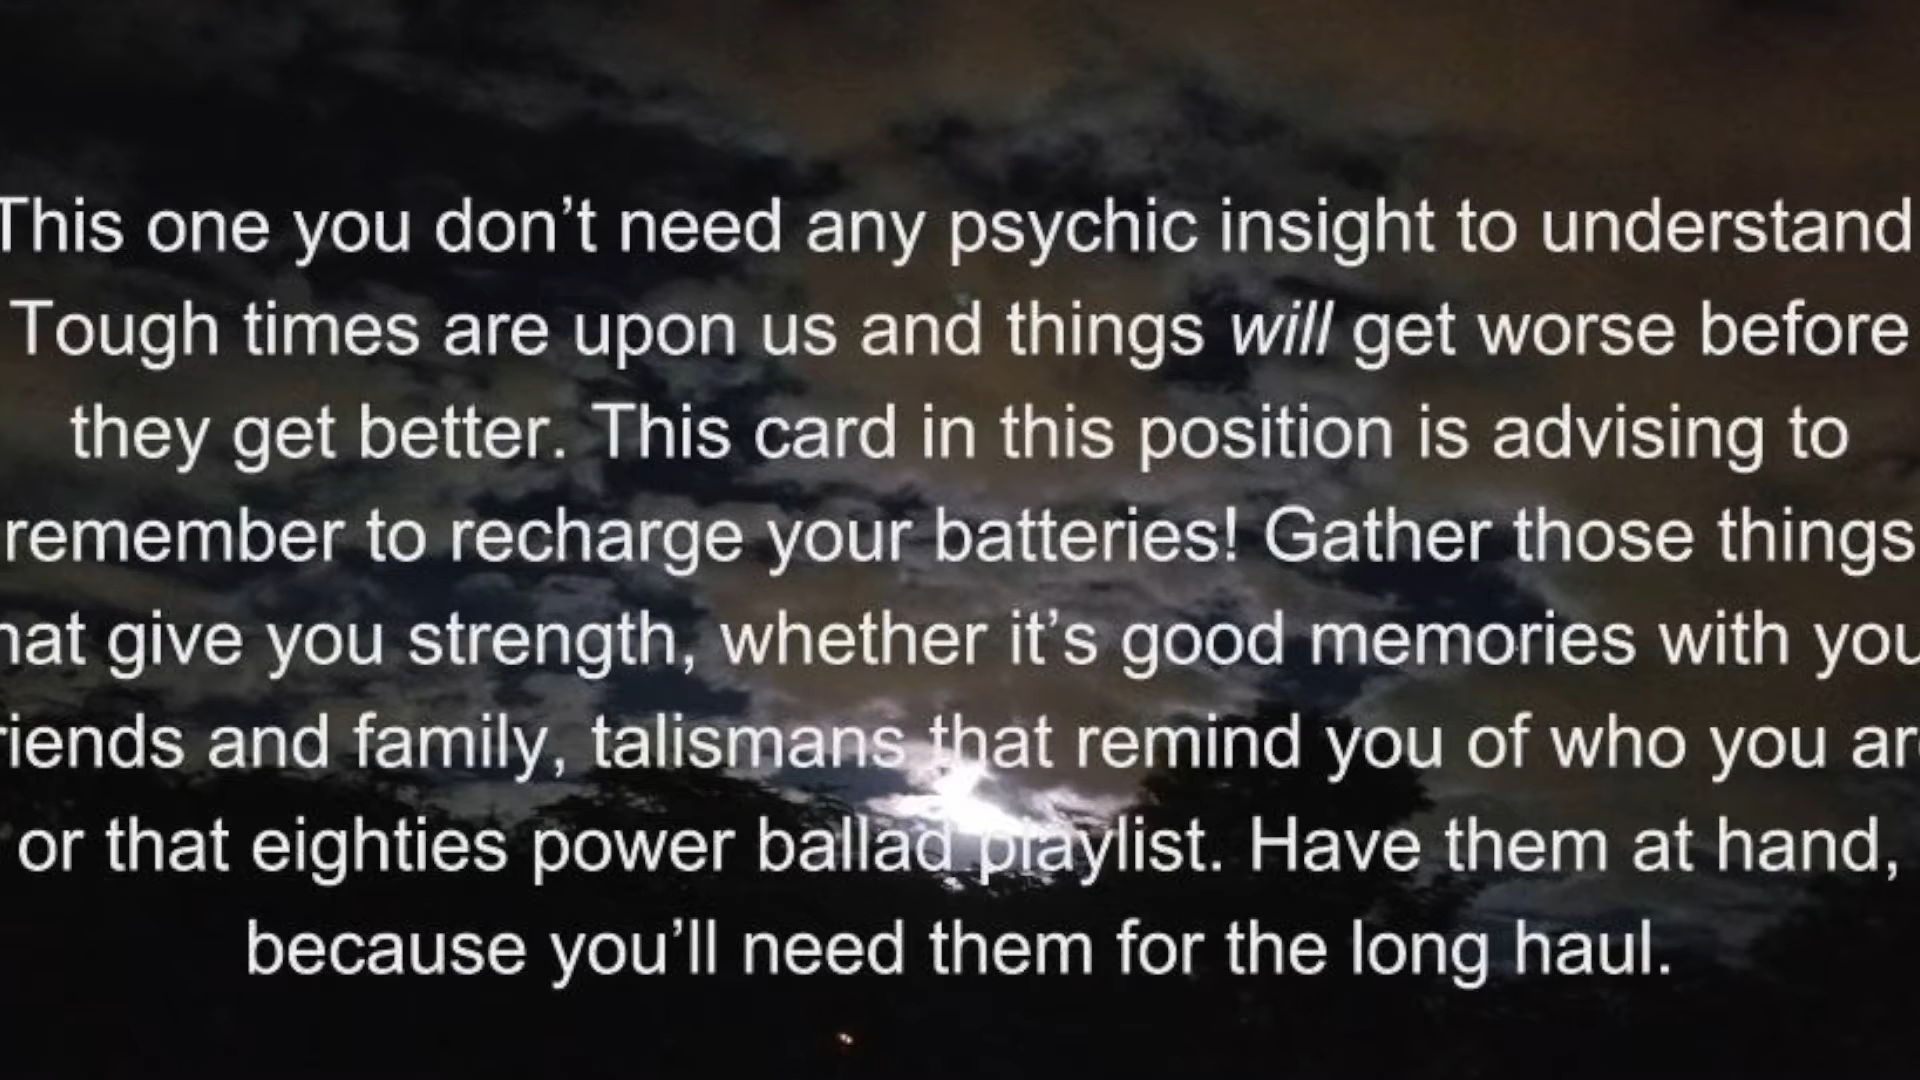 This one you don’t need any psychic insight to understand
Tough times are upon us and things will get worse before
they get better. This card in this position is advising to
remember to recharge your batteries! Gather those things
hat give you strength, whether it’s good memories with you
riends and family, talismans that remind you of who you are
or that eighties power ballad playlist. Have them at hand,
because you’ll need them for the long haul.